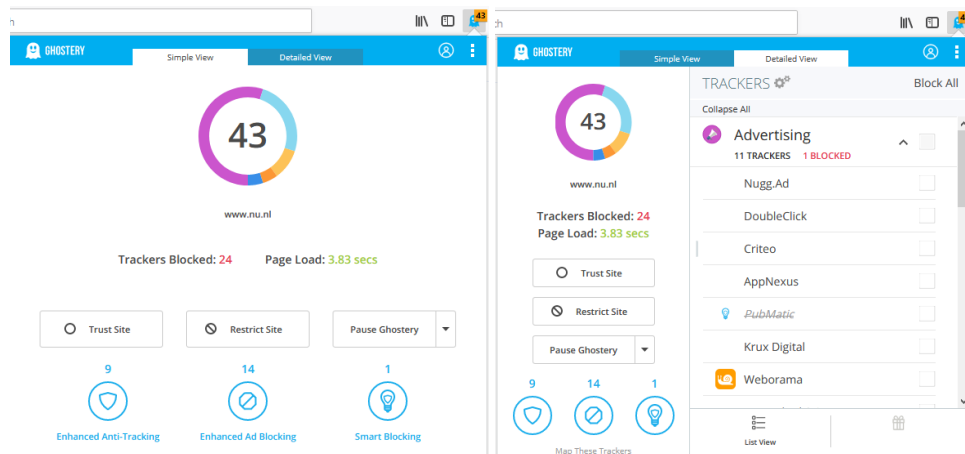 ch
43
GHOSTERY
Simple View
Detailed View
43
www.nu.nl
Trackers Blocked: 24
Page Load: 3.83 secs
Trust Site
Restrict Site
Pause Ghostery
9
14
1
Enhanced Anti-Tracking
Enhanced Ad Blocking
Smart Blocking
ch
4
GHOSTERY
Simple View
Detailed View
43
www.nu.nl
Trackers Blocked: 24
Page Load: 3.83 secs
Trust Site
Restrict Site
Pause Ghostery
9
14
1
Map These Trackers
TRACKERS
Block All
Collapse All
Advertising
11 TRACKERS
1 BLOCKED
Nugg.Ad
DoubleClick
Criteo
AppNexus
PubMatic
Krux Digital
Weborama
List View